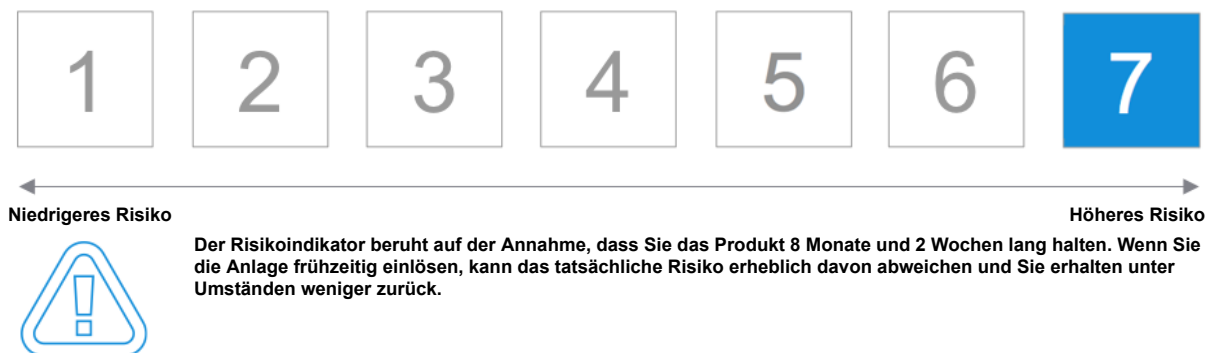 1 2 3 4 5 6 7
Niedrigeres Risiko Höheres Risiko
Der Risikoindikator beruht auf der Annahme, dass Sie das Produkt 8 Monate und 2 Wochen lang halten. Wenn Sie
die Anlage frühzeitig einlösen, kann das tatsächliche Risiko erheblich davon abweichen und Sie erhalten unter
Umständen weniger zurück.